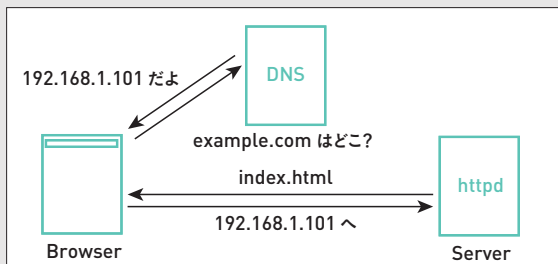 192.168.1.101 だよ
DNS
example.com はどこ?
index.html
httpd
192.168.1.101 へ
Browser
Server